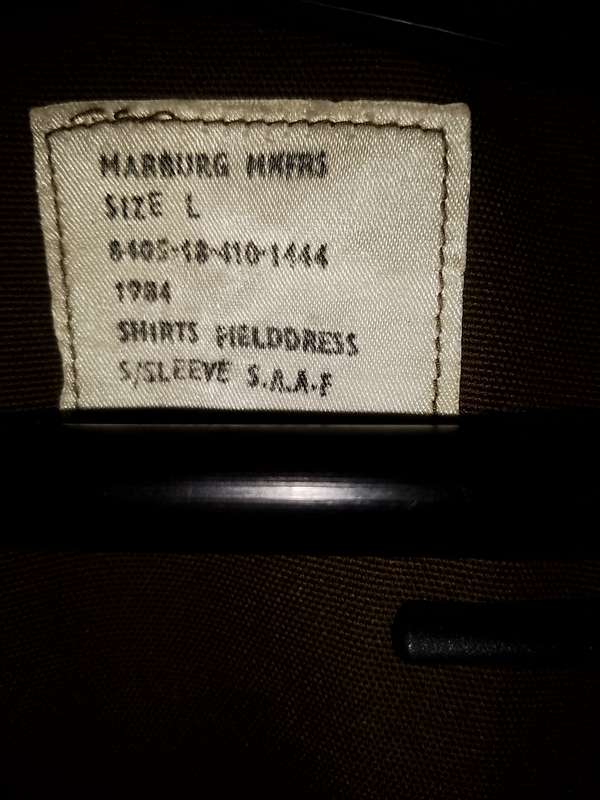 MARBURG MNFRS
SIZE L
8405-18-410-1444
1984
SHIRTS FIELDDRESS
S/SLEEVE S.A.A.F